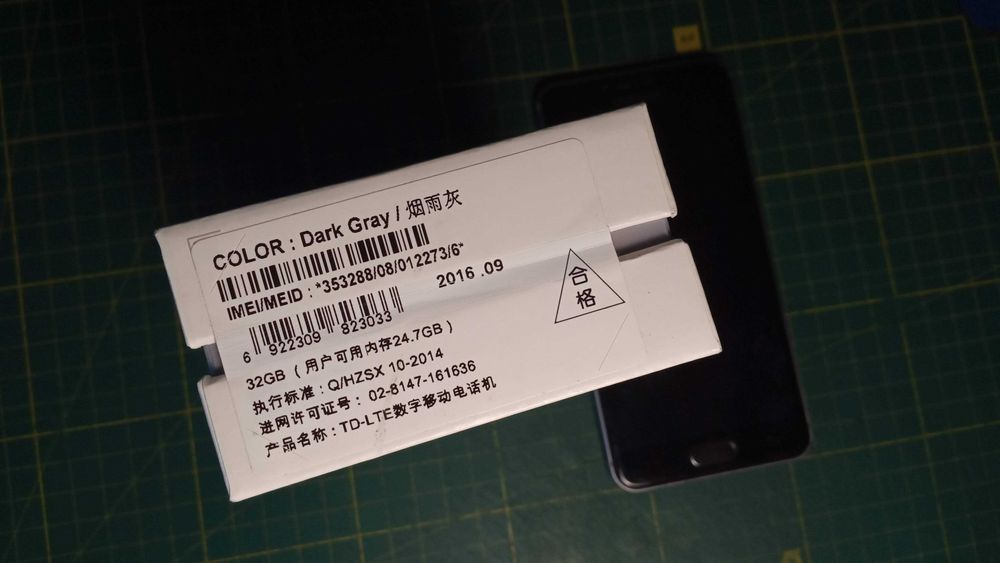 COLOR : Dark Gray / 烟雨灰
IMEI/MEID : *353288/08/012273/6*
2016 .09
6 922309 823033
合格
32GB ( 用户可用内存24.7GB )
执行标准 : Q/HZSX 10-2014
进网许可证号 : 02-8147-161636
产品名称 : TD-LTE数字移动电话机